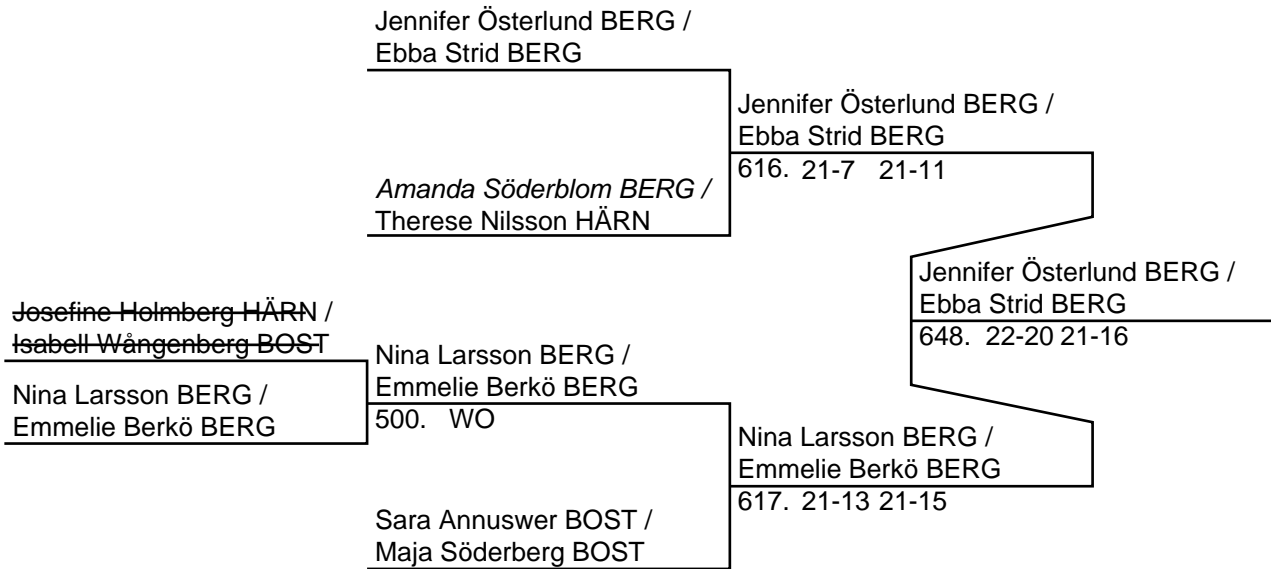 Jennifer Österlund BERG /
Ebba Strid BERG
Jennifer Österlund BERG /
Ebba Strid BERG
616. 21-7 21-11
Amanda Söderblom BERG /
Therese Nilsson HÄRN
Jennifer Österlund BERG /
Ebba Strid BERG
648. 22-20 21-16
Josefine Holmberg HÄRN /
Isabell Wångenberg BOST
Nina Larsson BERG /
Emmelie Berkö BERG
500. WO
Nina Larsson BERG /
Emmelie Berkö BERG
Nina Larsson BERG /
Emmelie Berkö BERG
617. 21-13 21-15
Sara Annuswer BOST /
Maja Söderberg BOST